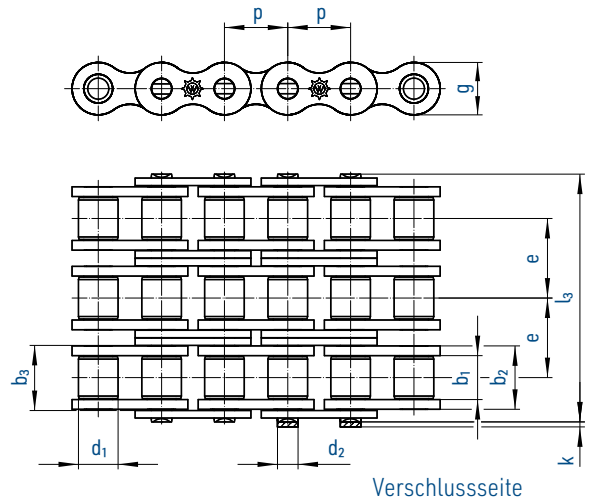 p p
g
e
e
l₃
b₃
b₁
b₂
k
d₁
d₂
Verschlussseite